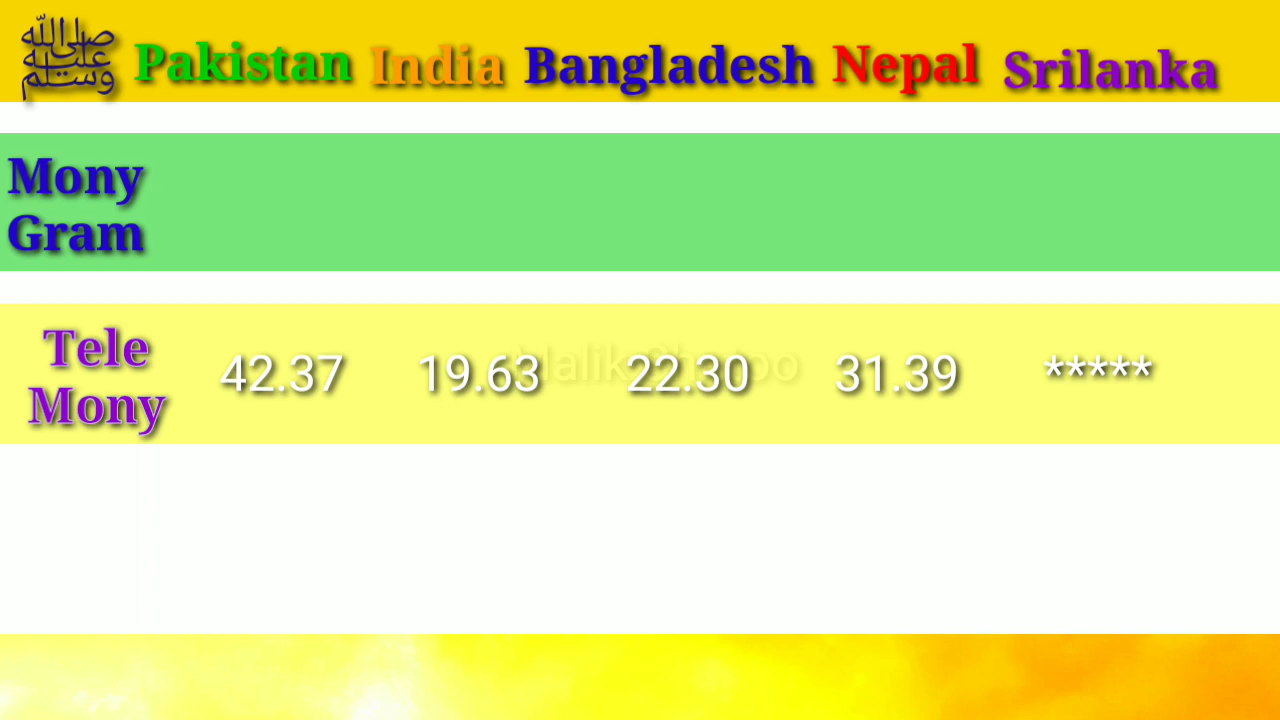 ﷺ Pakistan India Bangladesh Nepal Srilanka
Mony
Gram
Tele
Mony
42.37 19.63 22.30 31.39 *****
Malik